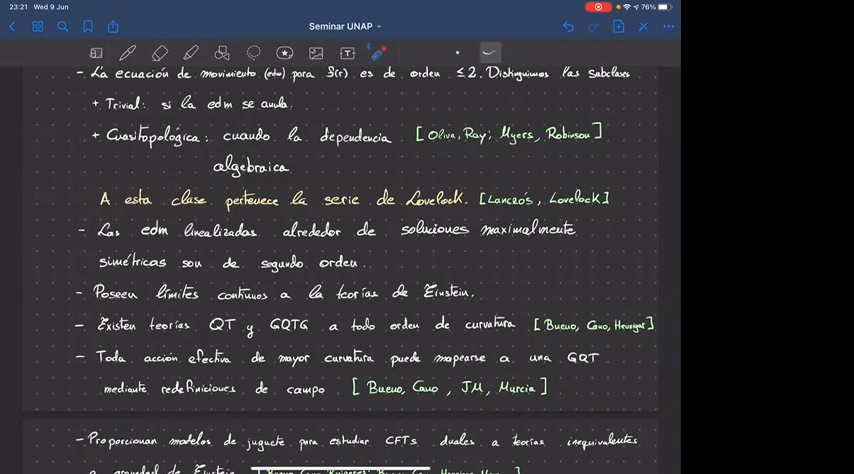 23:21 Wed 9 Jun
76%
Seminar UNAP
- La ecuación de movimiento (edm) para f(r) es de orden ≤2. Distinguimos las subclases
+ Trivial: si la edm se anula.
+ Cuasitopológica: cuando la dependencia [Oliva, Ray; Myers, Robinson]
algebraica
A esta clase pertenece la serie de Lovelock. [Lanczós, Lovelock]
- Las edm linealizadas alrededor de soluciones maximalmente
simétricas son de segundo orden.
- Poseen límites continuos a la teorías de Einstein.
- Existen teorías QT y GQTG a todo orden de curvatura [Bueno, Cano, Hennigar]
- Toda acción efectiva de mayor curvatura puede mapearse a una GQT
mediante redefiniciones de campo [Bueno, Cano, JM, Murcia]
- Proporcionan modelos de juguete para estudiar CFTs duales a teorías inequivalentes
a gravedad de Einstein